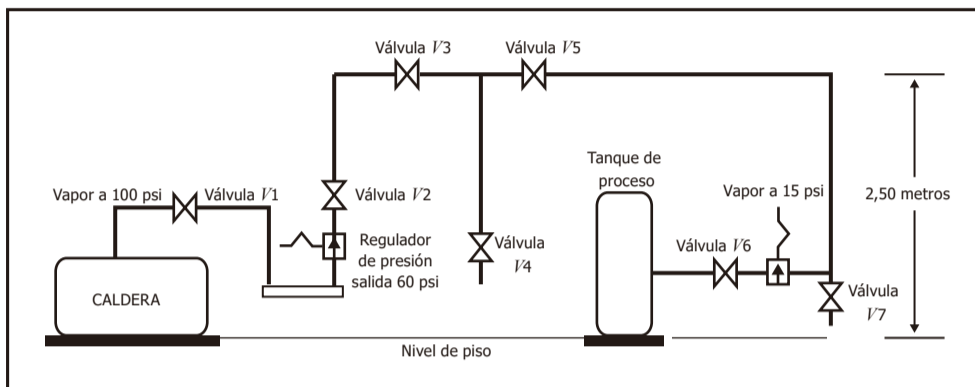 Válvula V3
Válvula V5
Tanque de
proceso
Vapor a 100 psi
Válvula V1
Válvula V2
Vapor a 15 psi
2,50 metros
Regulador
de presión
salida 60 psi
Válvula
V4
Válvula
V6
CALDERA
Válvula
V7
Nivel de piso